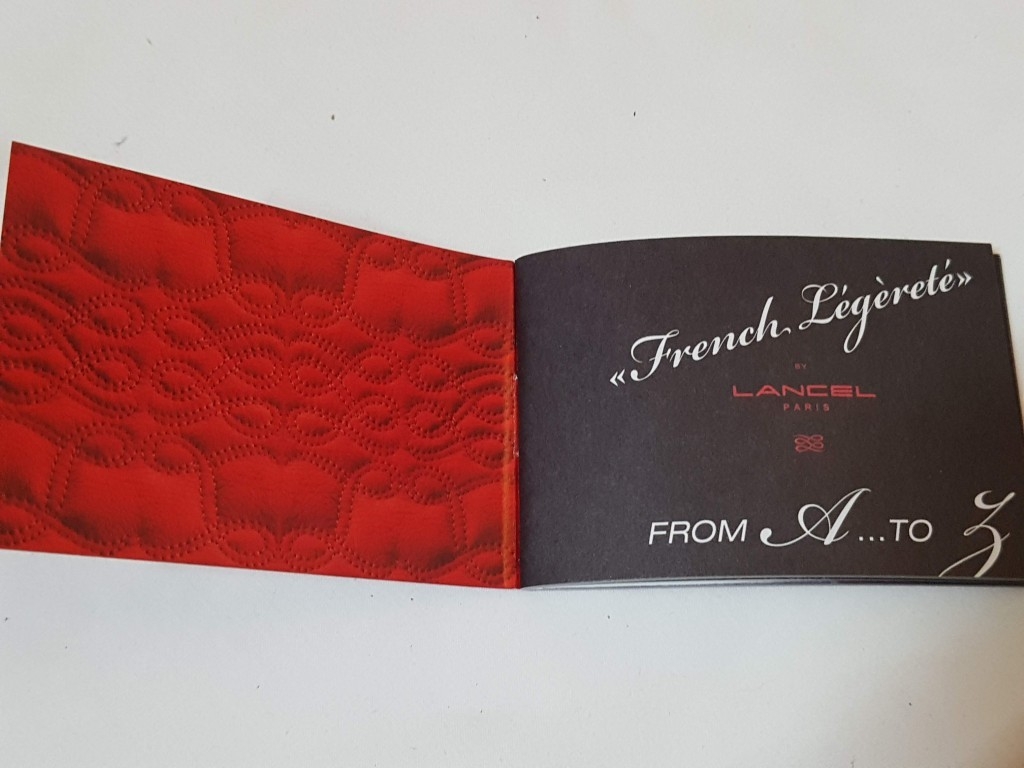 «French Légèreté»
BY
LANCEL
PARIS
FROM A...TO Z